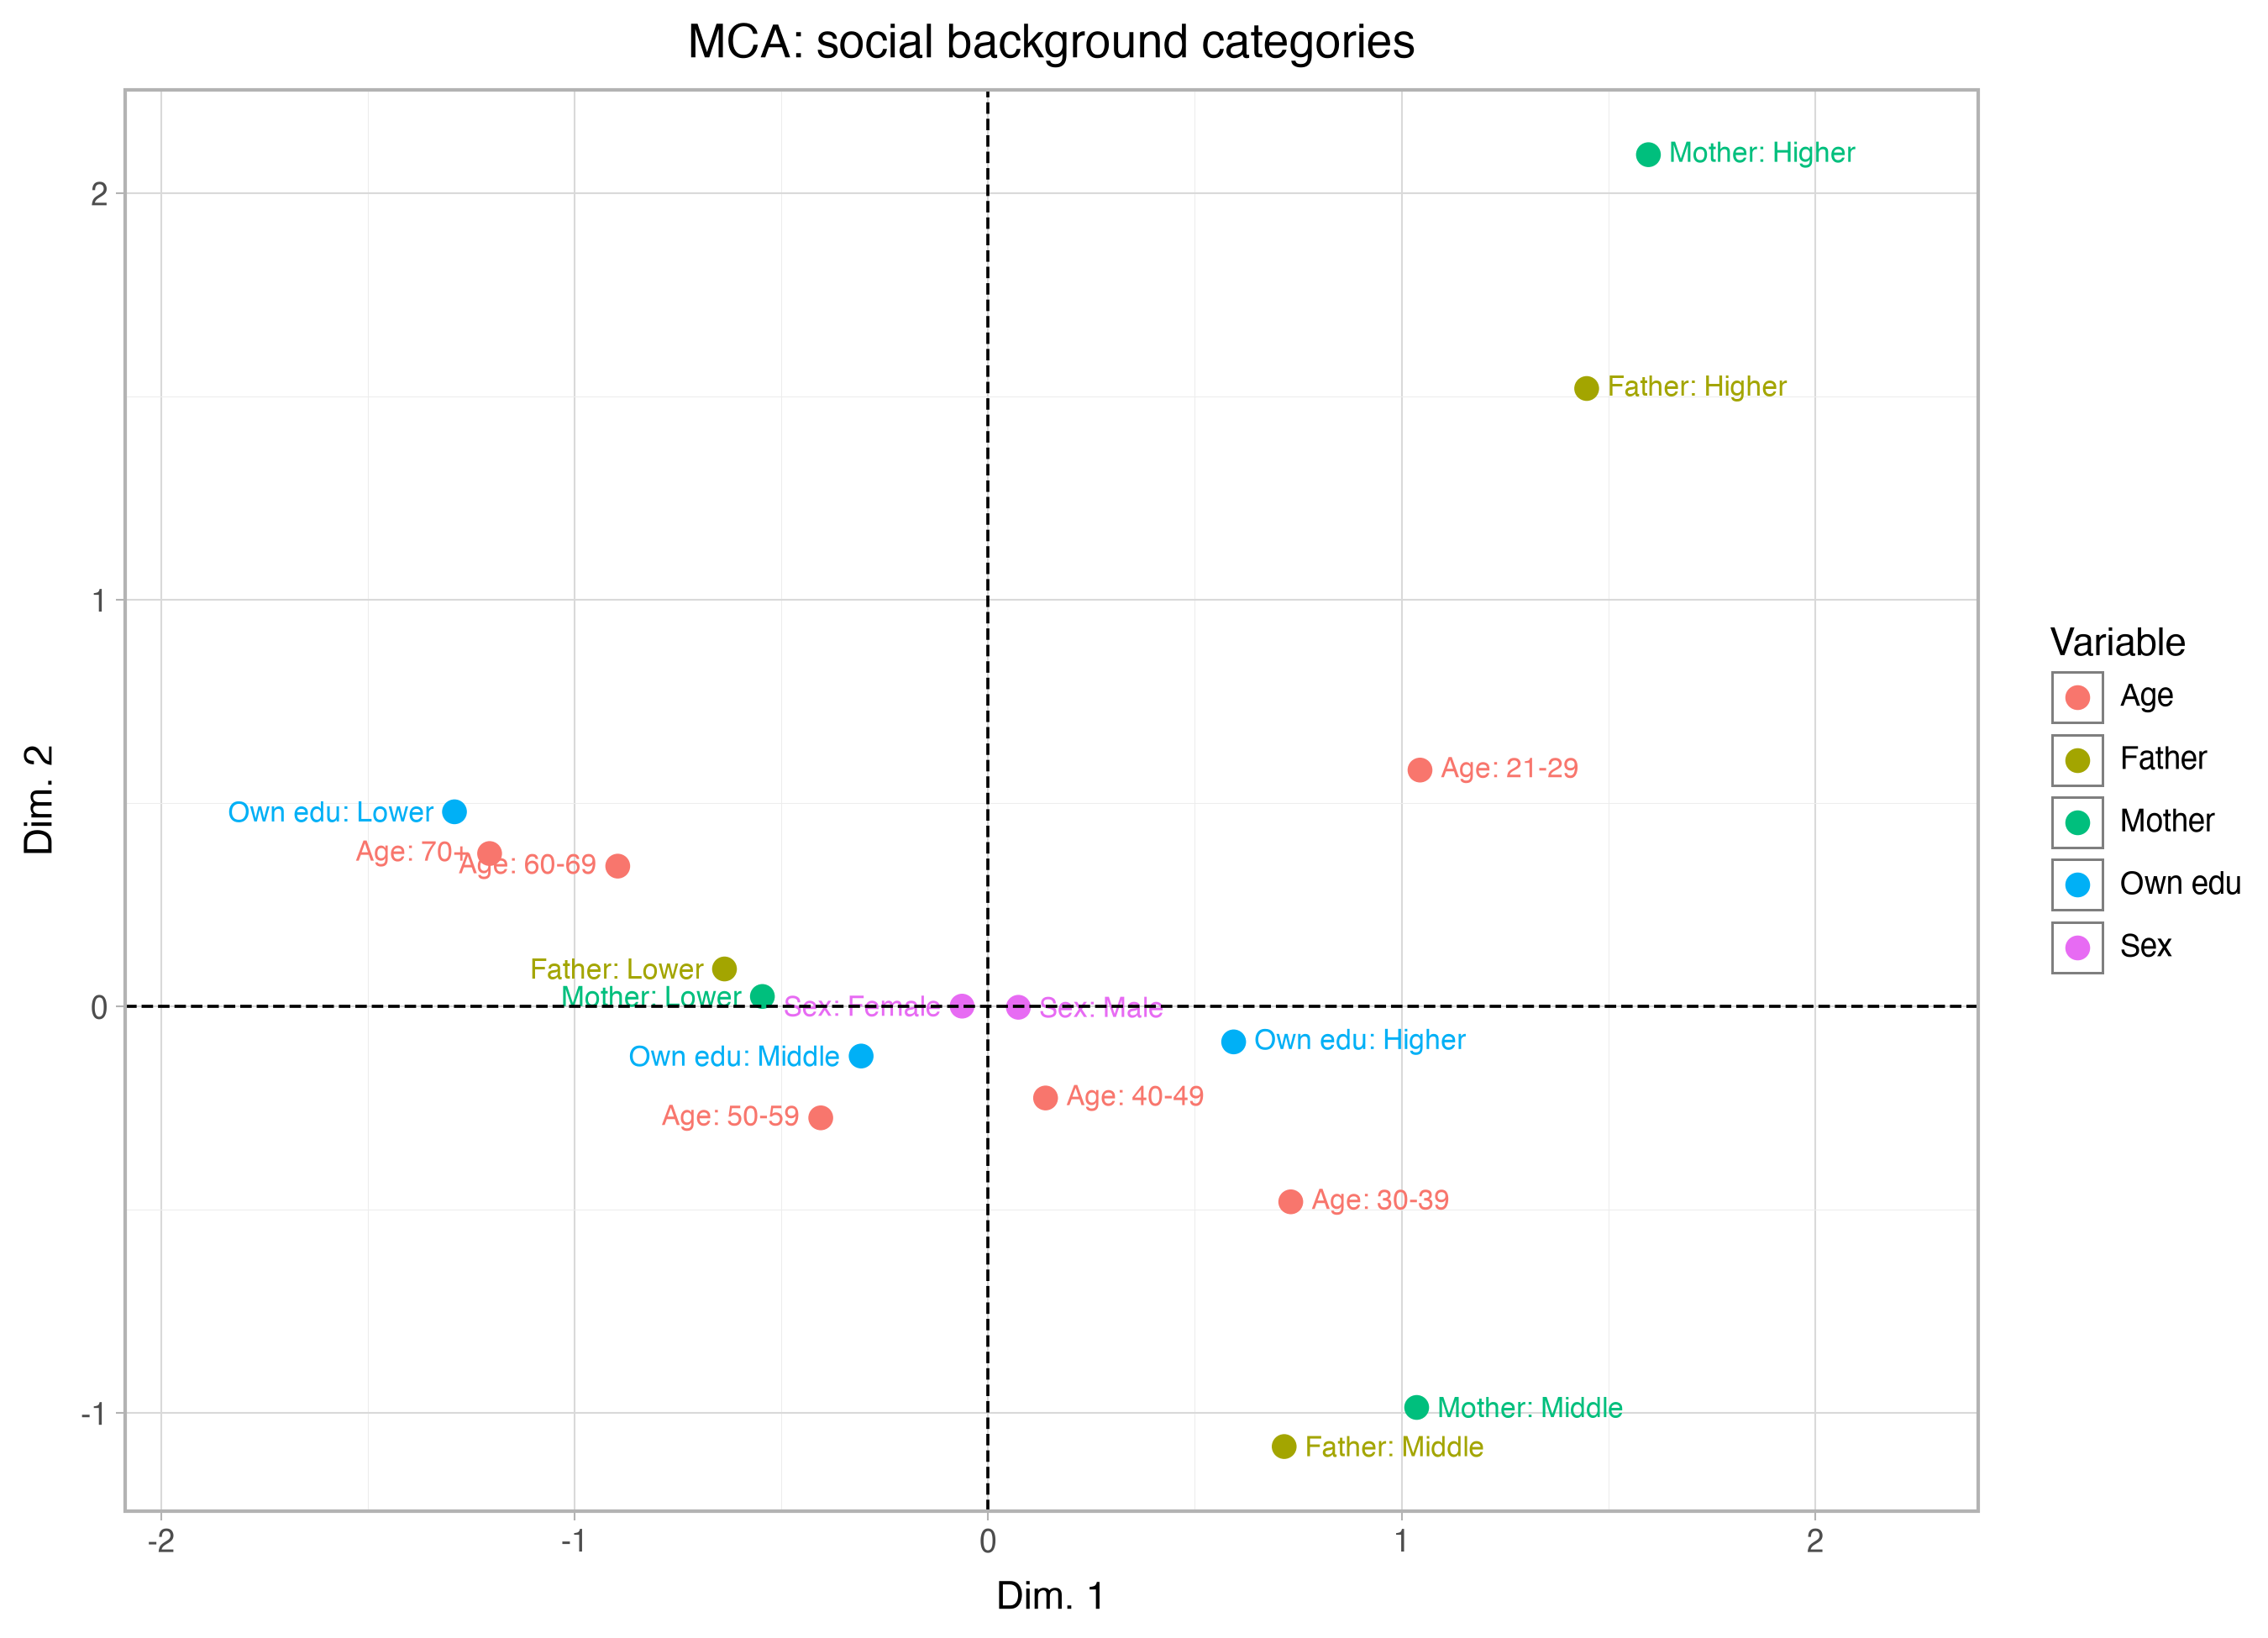 MCA: social background categories
Mother: Higher
2
Father: Higher
1
Age: 21-29
Own edu: Lower
Age: 70+
Age: 60-69
Father: Lower
Mother: Lower
Sex: Female
Sex: Male
0
Own edu: Higher
Own edu: Middle
Age: 40-49
Age: 50-59
Age: 30-39
Mother: Middle
-1
Father: Middle
-2
-1
0
1
2
Dim. 1
Dim. 2
Variable
Age
Father
Mother
Own edu
Sex